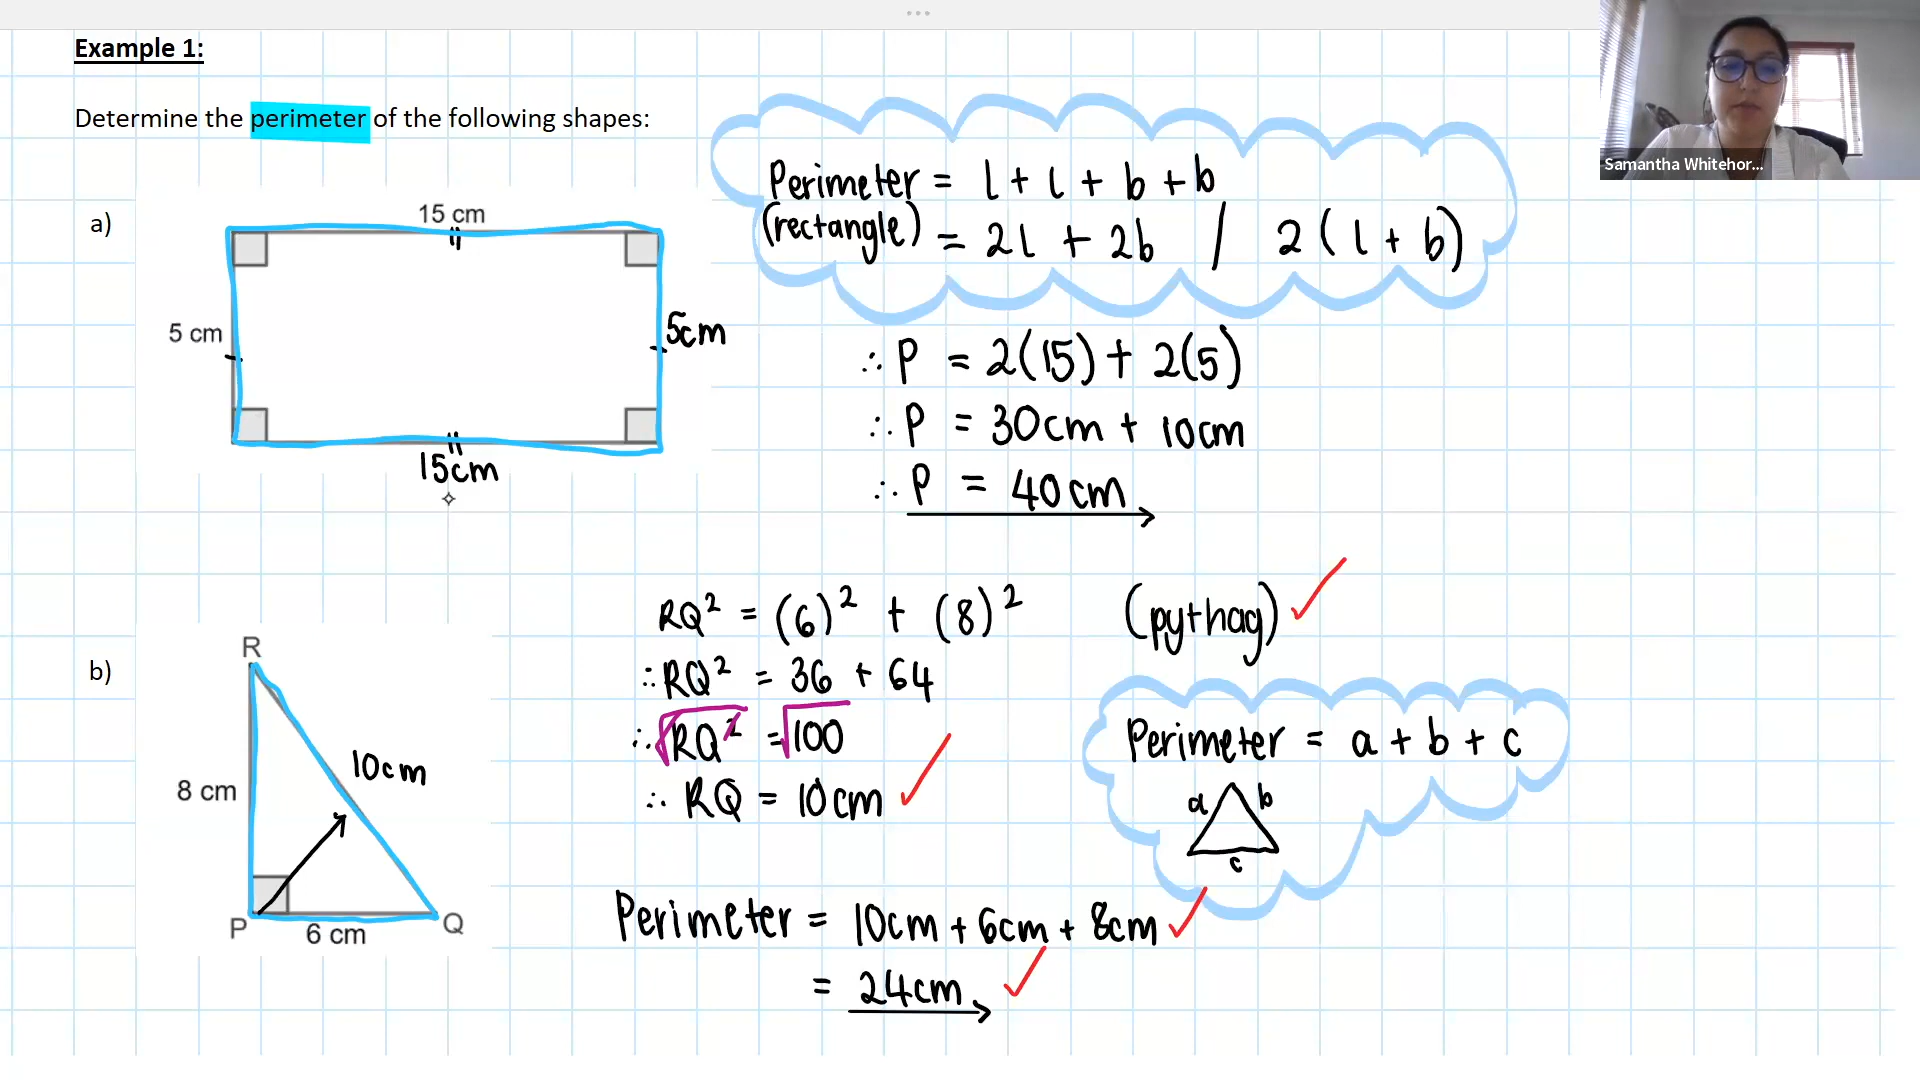 Example 1:
Determine the perimeter of the following shapes:
Samantha Whitehor...
Perimeter = l + l + b + b
(rectangle) = 2l + 2b / 2(l + b)
a)
15 cm
5 cm
5cm
15cm
∴ P = 2(15) + 2(5)
∴ P = 30cm + 10cm
∴ P = 40cm
b)
R
8 cm
10cm
P
6 cm
Q
RQ² = (6)² + (8)² (pythag)
∴ RQ² = 36 + 64
∴ √RQ² = √100
∴ RQ = 10cm
Perimeter = a + b + c
a
b
c
Perimeter = 10cm + 6cm + 8cm
= 24cm